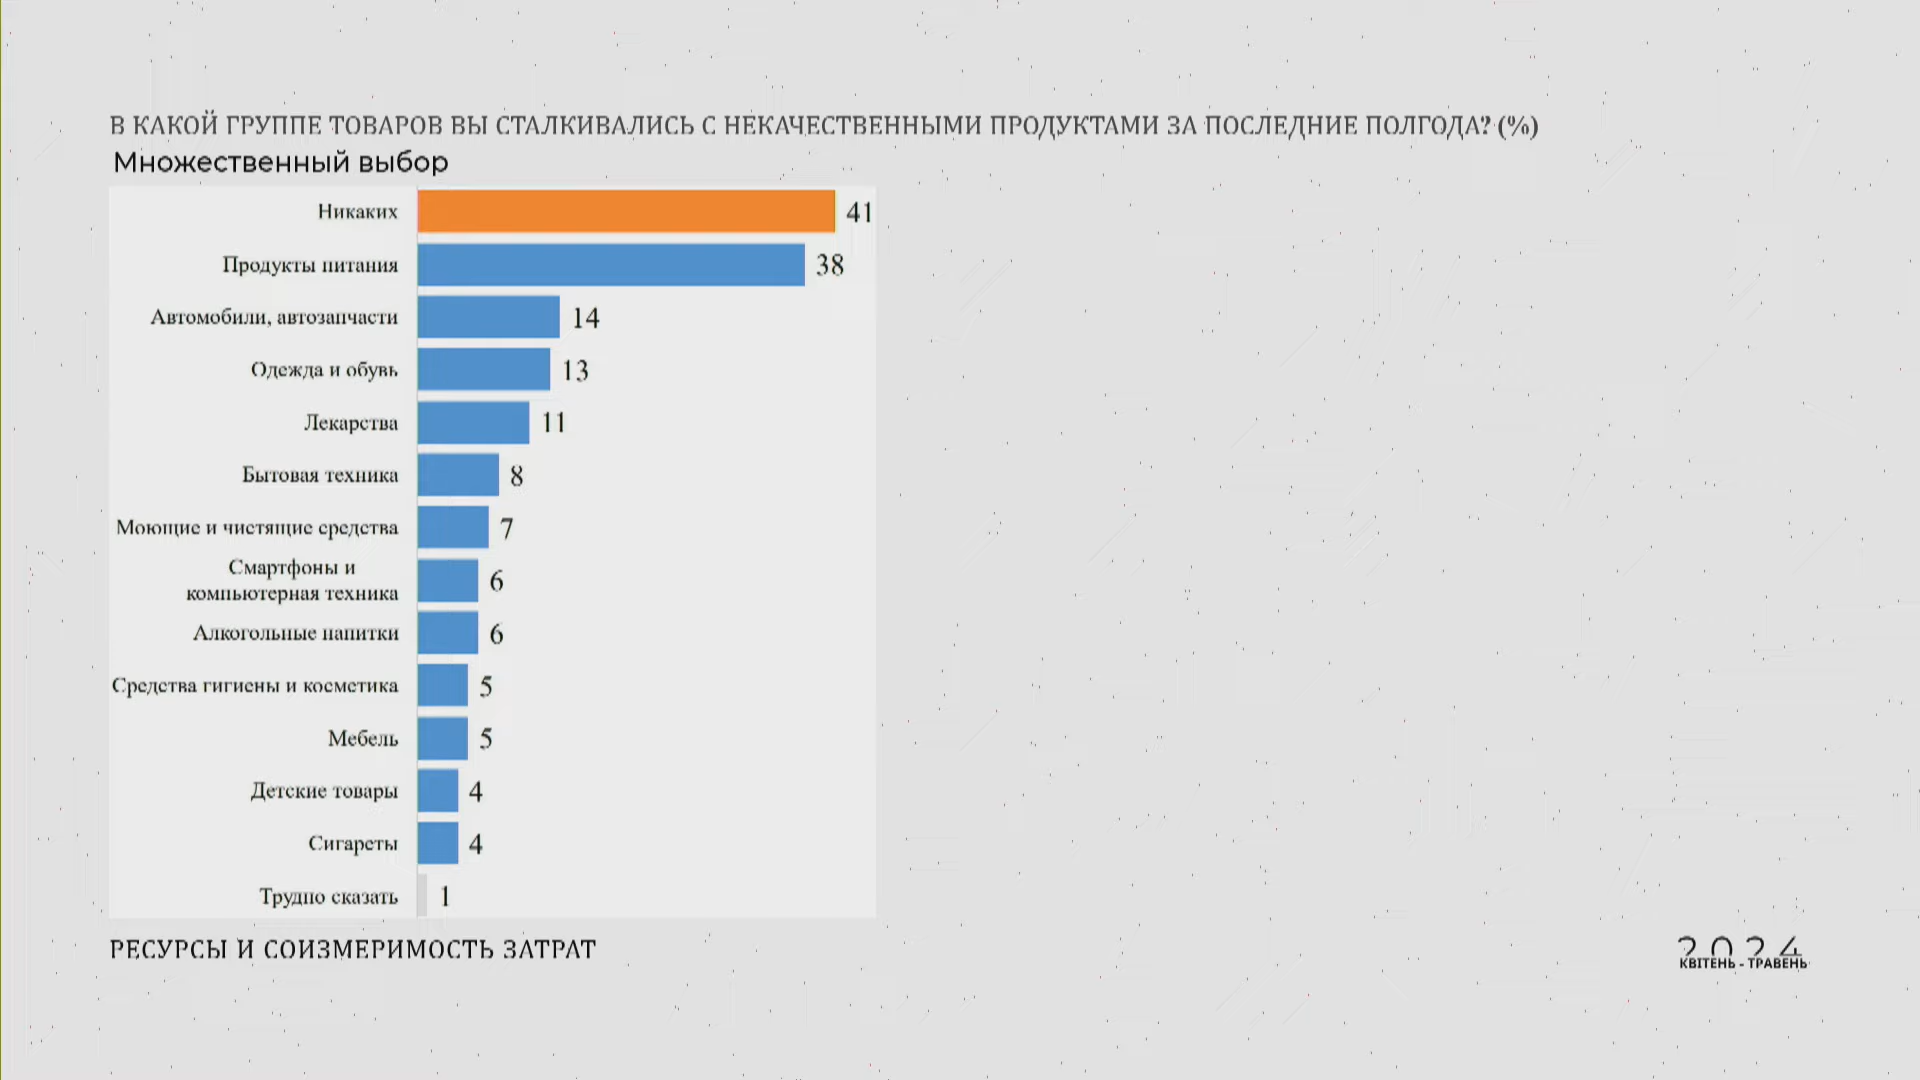 В КАКОЙ ГРУППЕ ТОВАРОВ ВЫ СТАЛКИВАЛИСЬ С НЕКАЧЕСТВЕННЫМИ ПРОДУКТАМИ ЗА ПОСЛЕДНИЕ ПОЛГОДА? (%)
Множественный выбор
Никаких 41
Продукты питания 38
Автомобили, автозапчасти 14
Одежда и обувь 13
Лекарства 11
Бытовая техника 8
Моющие и чистящие средства 7
Смартфоны и
компьютерная техника 6
Алкогольные напитки 6
Средства гигиены и косметика 5
Мебель 5
Детские товары 4
Сигареты 4
Трудно сказать 1
РЕСУРСЫ И СОИЗМЕРИМОСТЬ ЗАТРАТ
2024
КВІТЕНЬ - ТРАВЕНЬ